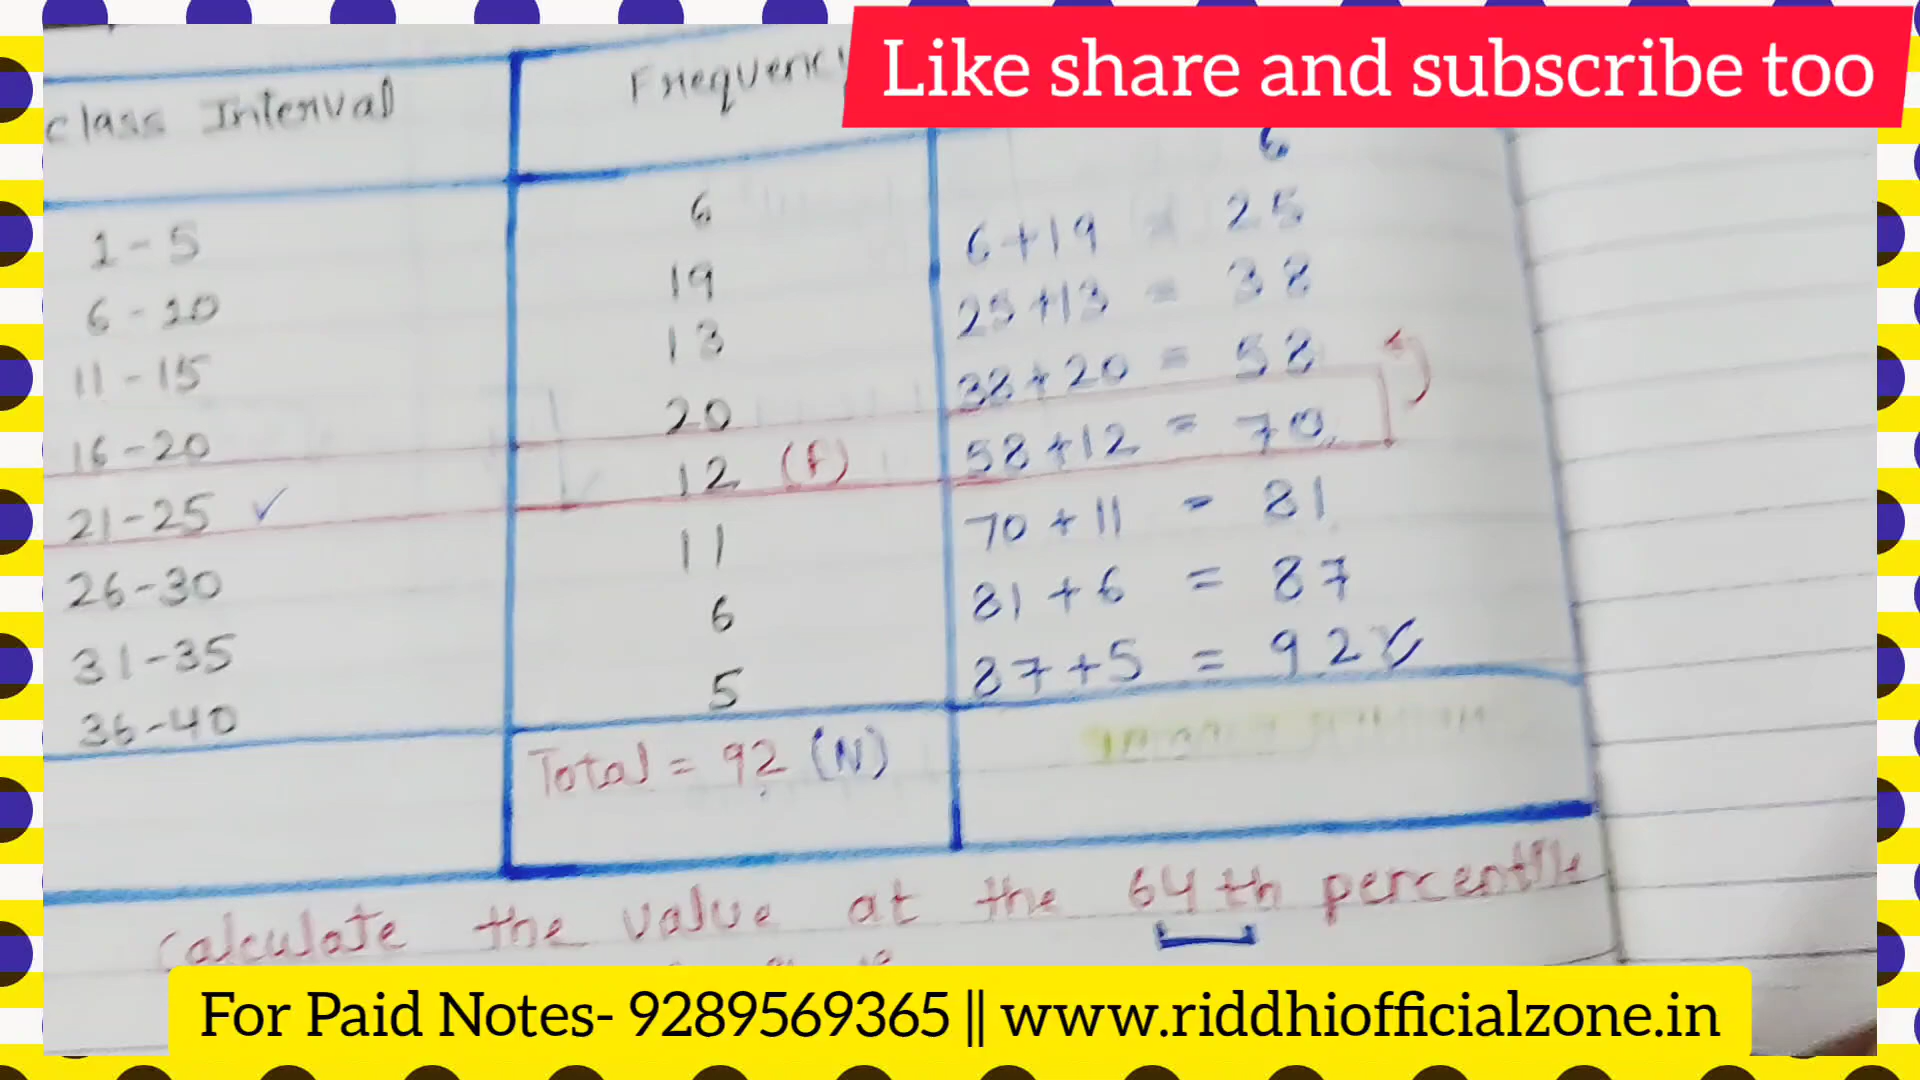 Like share and subscribe too
class Interval Frequenc
6
1-5 6 6+19 = 25
6-10 19 25+13 = 38
11-15 13 38+20 = 58
16-20 20 58+12 = 70
21-25 ✓ 12 (f) 70+11 = 81
26-30 11 81+6 = 87
31-35 6 87+5 = 92
36-40 5
Total = 92 (N)
calculate the value at the 64th percentile
For Paid Notes- 9289569365 || www.riddhiofficialzone.in